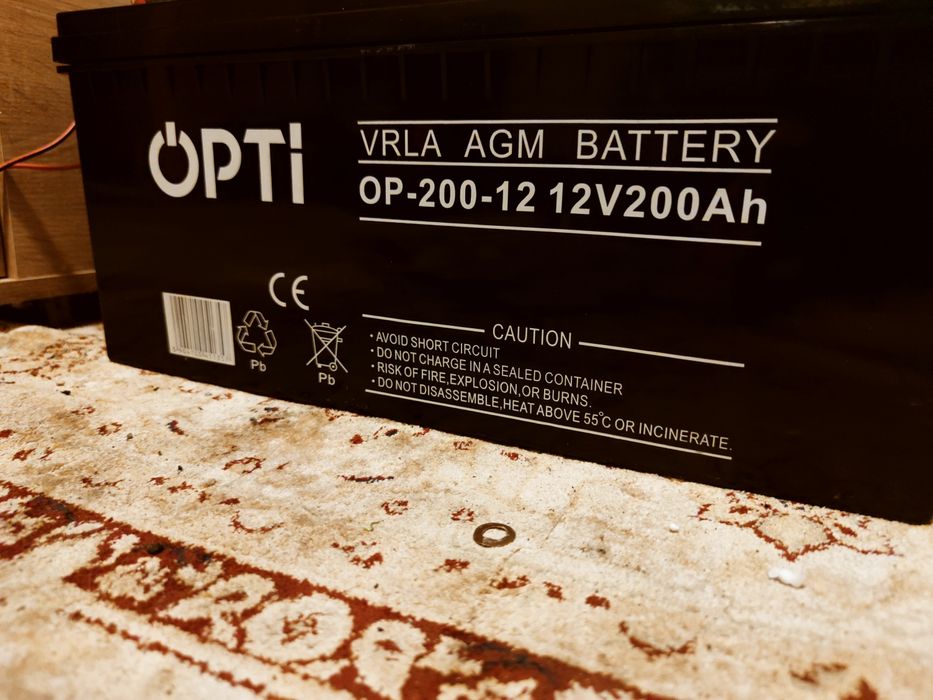 OPTi
VRLA AGM BATTERY
OP-200-12 12V200Ah
CE
Pb
Pb
CAUTION
• AVOID SHORT CIRCUIT
• DO NOT CHARGE IN A SEALED CONTAINER
• RISK OF FIRE,EXPLOSION,OR BURNS.
• DO NOT DISASSEMBLE,HEAT ABOVE 55°C OR INCINERATE.